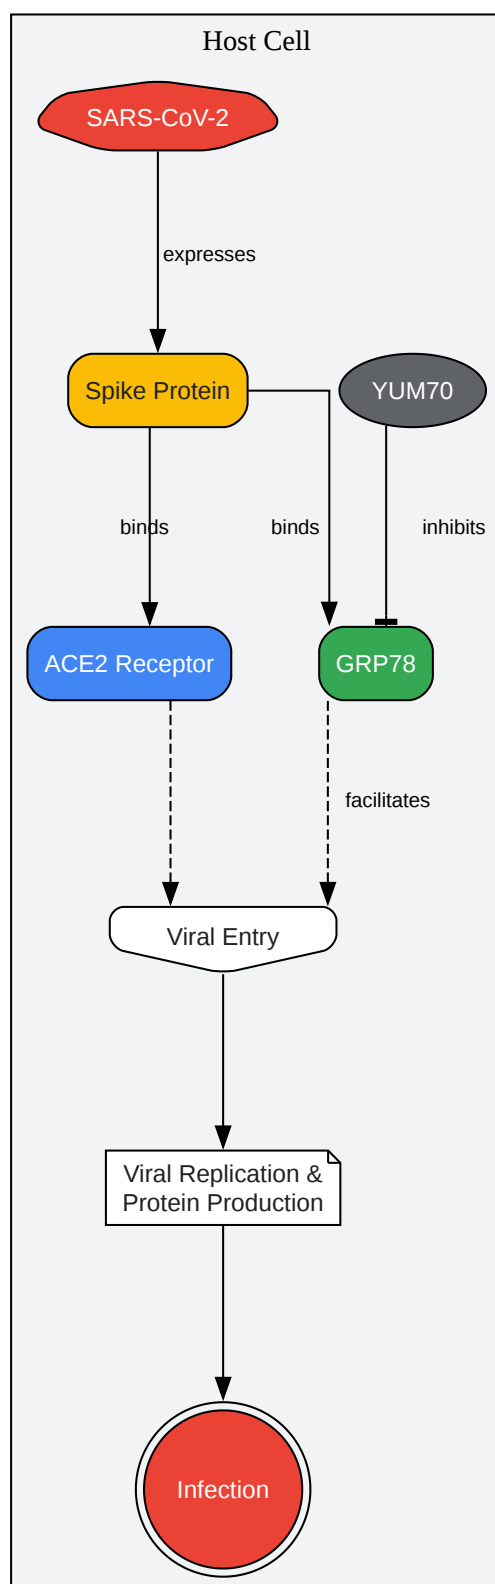 Host Cell
SARS-CoV-2
expresses
Spike Protein
YUM70
binds
binds
inhibits
ACE2 Receptor
GRP78
facilitates
Viral Entry
Viral Replication &
Protein Production
Infection